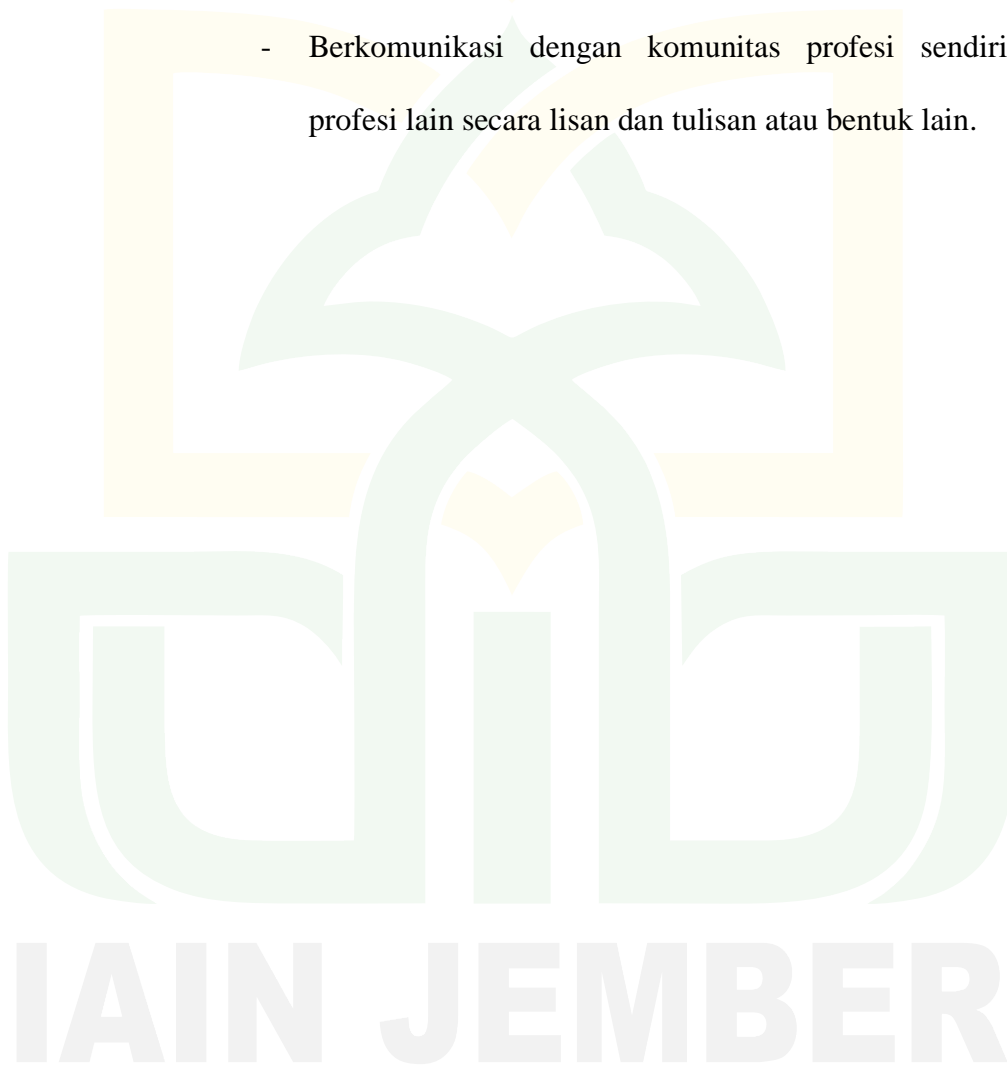 - Berkomunikasi dengan komunitas profesi sendiri
profesi lain secara lisan dan tulisan atau bentuk lain.
IAIN JEMBER